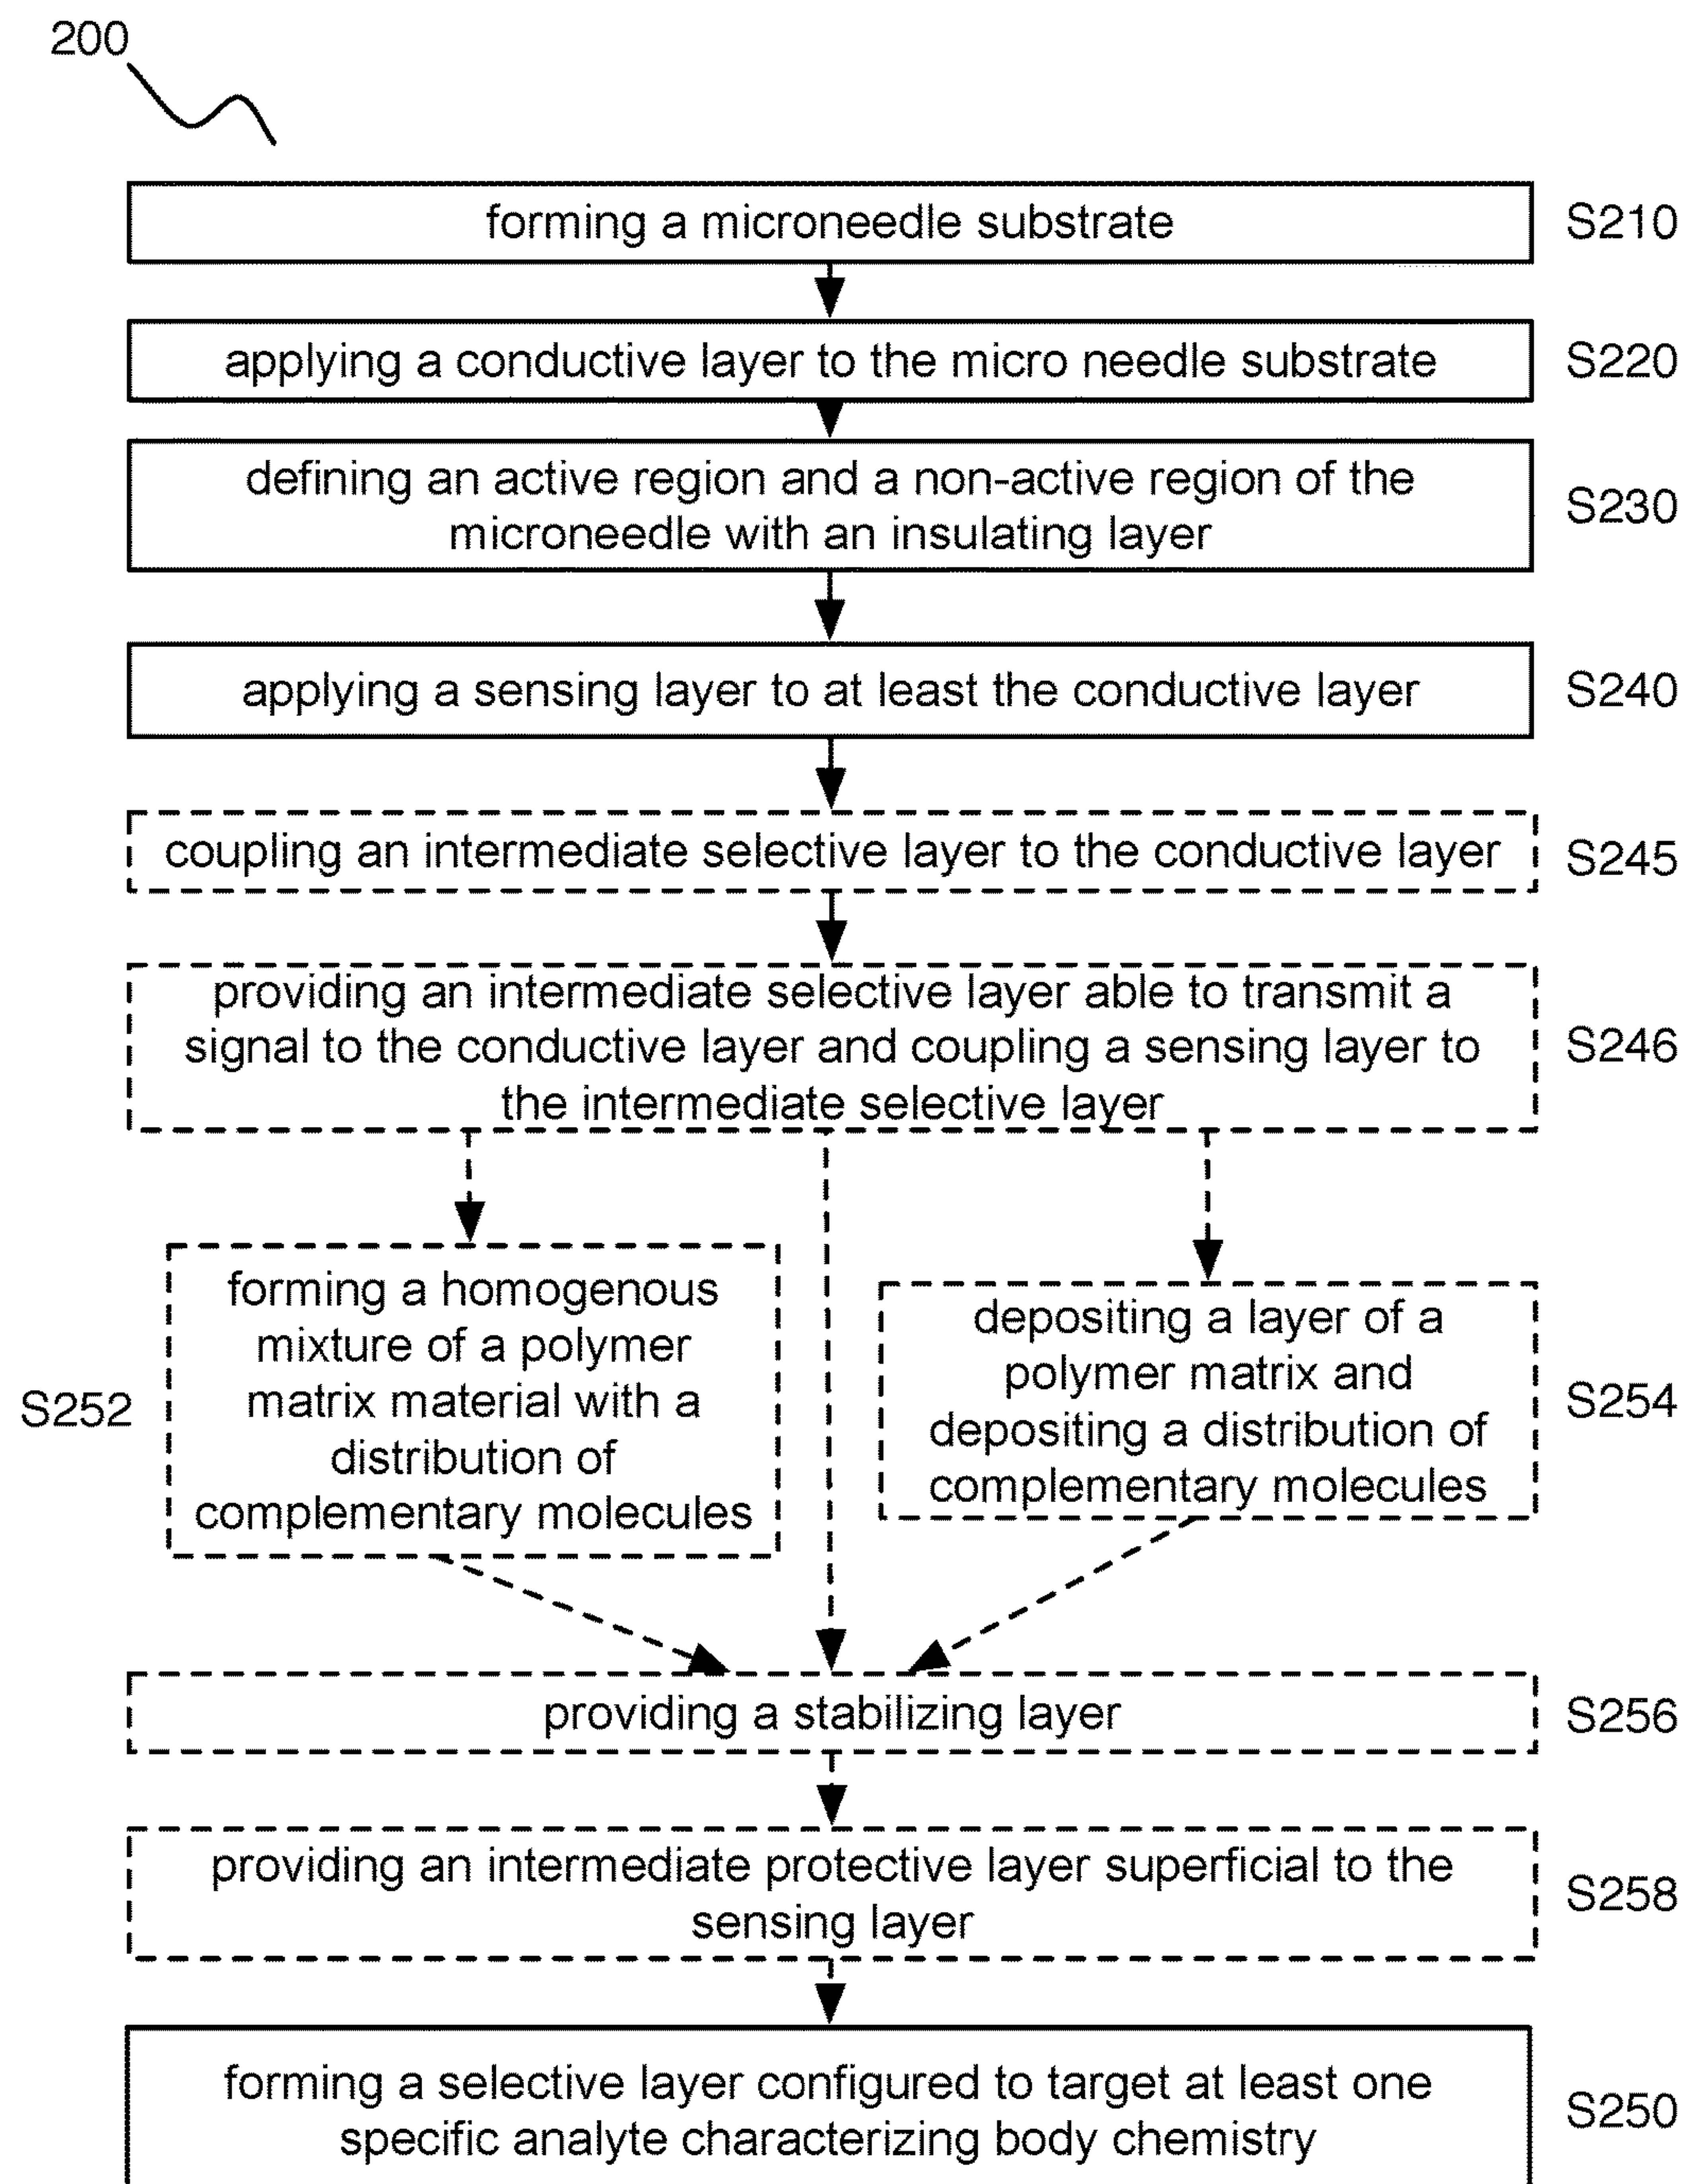 200
forming a microneedle substrate
S210
applying a conductive layer to the micro needle substrate
S220
defining an active region and a non-active region of the
microneedle with an insulating layer
S230
applying a sensing layer to at least the conductive layer
S240
coupling an intermediate selective layer to the conductive layer
S245
providing an intermediate selective layer able to transmit a
signal to the conductive layer and coupling a sensing layer to
the intermediate selective layer
S246
S252
forming a homogenous
mixture of a polymer
matrix material with a
distribution of
complementary molecules
depositing a layer of a
polymer matrix and
depositing a distribution of
complementary molecules
S254
providing a stabilizing layer
S256
providing an intermediate protective layer superficial to the
sensing layer
S258
forming a selective layer configured to target at least one
specific analyte characterizing body chemistry
S250